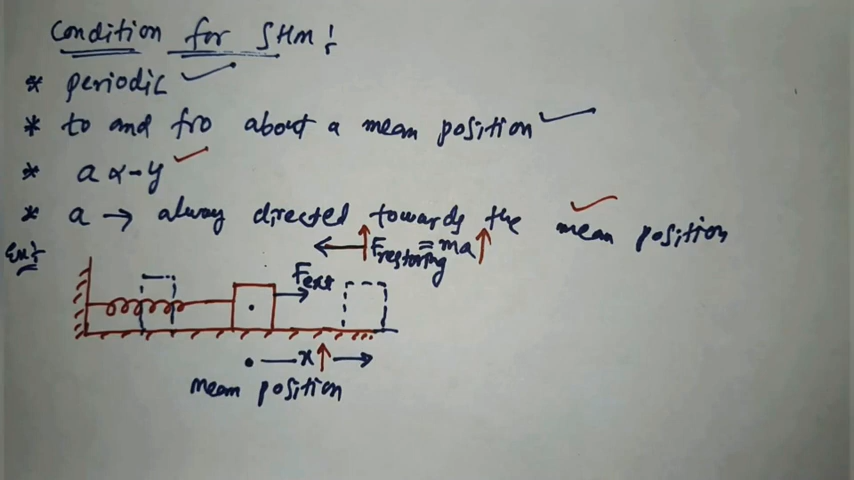 Condition for SHM:
* periodic
* to and fro about a mean position
* a α - y
* a → alway directed towards the mean position
Ex:
F restoring = ma
Fext
x
mean position